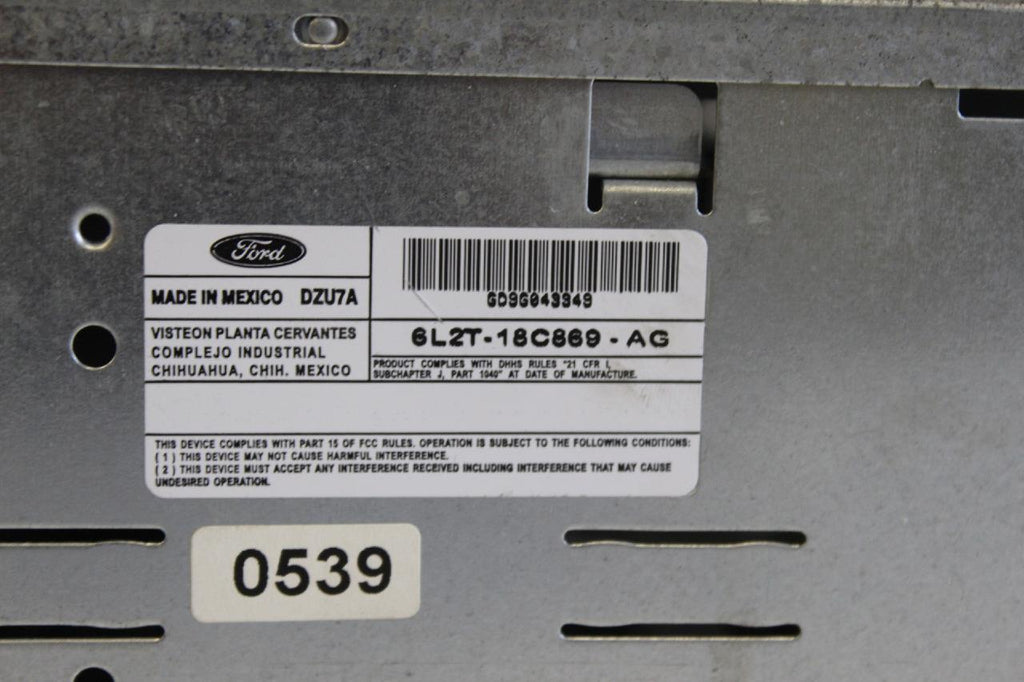 Ford
MADE IN MEXICO DZU7A
VISTEON PLANTA CERVANTES
COMPLEJO INDUSTRIAL
CHIHUAHUA, CHIH. MEXICO
6D96043349
6L2T-18C869 - AG
PRODUCT COMPLIES WITH DHHS RULES "21 CFR I,
SUBCHAPTER J, PART 1040" AT DATE OF MANUFACTURE.
THIS DEVICE COMPLIES WITH PART 15 OF FCC RULES. OPERATION IS SUBJECT TO THE FOLLOWING CONDITIONS:
( 1 ) THIS DEVICE MAY NOT CAUSE HARMFUL INTERFERENCE.
( 2 ) THIS DEVICE MUST ACCEPT ANY INTERFERENCE RECEIVED INCLUDING INTERFERENCE THAT MAY CAUSE
UNDESIRED OPERATION.
0539